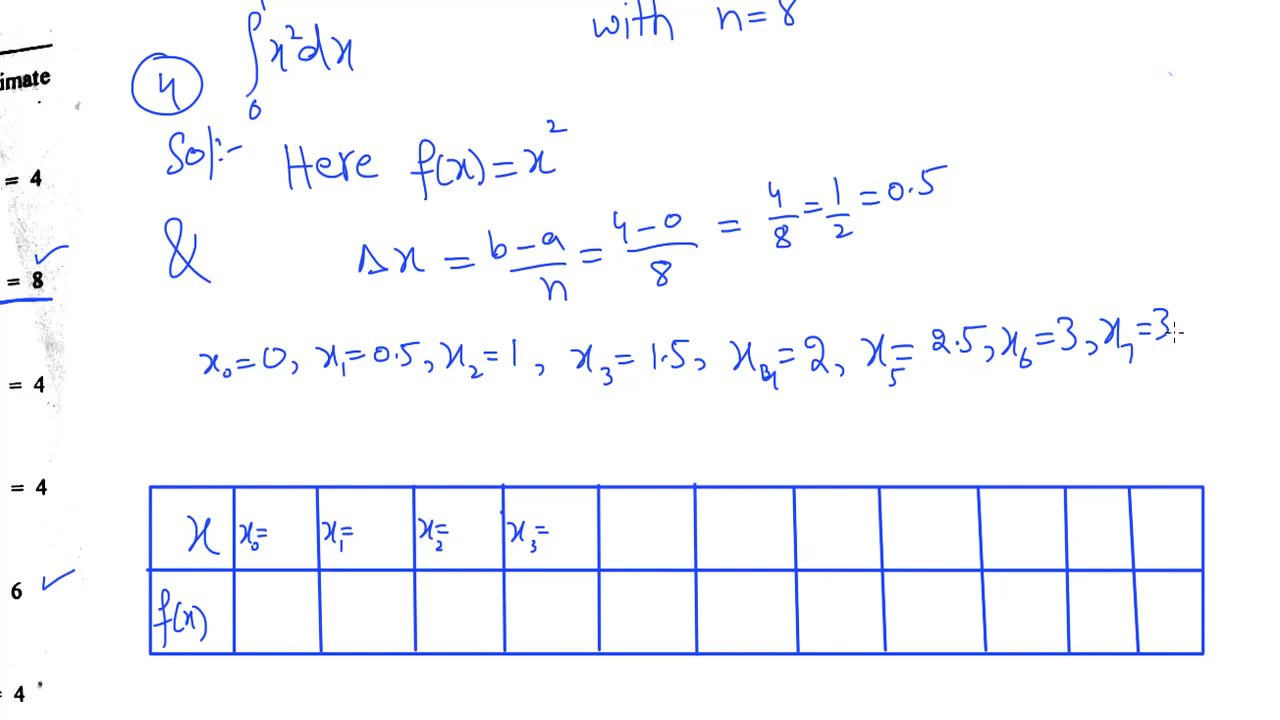 with n=8
④ ∫₀ x²dx
imate
Sol:- Here f(x)=x²
= 4
& Δx = b-a/n = 4-0/8 = 4/8 = 1/2 = 0.5
= 8
x₀=0, x₁=0.5, x₂=1, x₃=1.5, x₄=2, x₅=2.5, x₆=3, x₇=3
= 4
= 4
x x₀= x₁= x₂= x₃=
6
f(x)
= 4